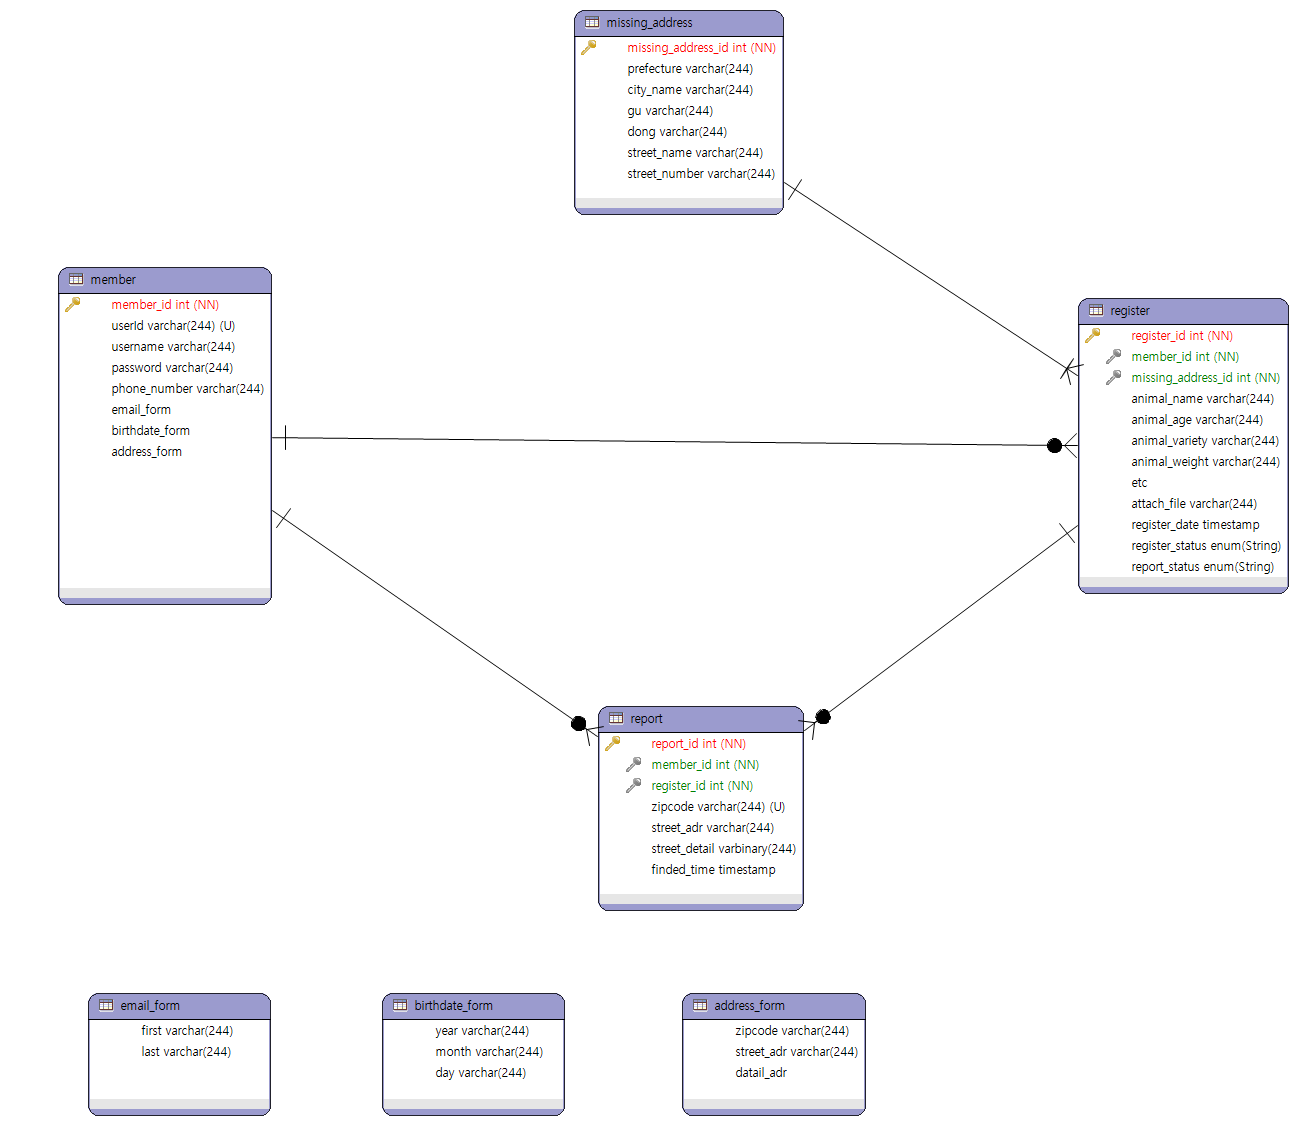 missing_address
missing_address_id int (NN)
prefecture varchar(244)
city_name varchar(244)
gu varchar(244)
dong varchar(244)
street_name varchar(244)
street_number varchar(244)
member
member_id int (NN)
userId varchar(244) (U)
username varchar(244)
password varchar(244)
phone_number varchar(244)
email_form
birthdate_form
address_form
register
register_id int (NN)
member_id int (NN)
missing_address_id int (NN)
animal_name varchar(244)
animal_age varchar(244)
animal_variety varchar(244)
animal_weight varchar(244)
etc
attach_file varchar(244)
register_date timestamp
register_status enum(String)
report_status enum(String)
report
report_id int (NN)
member_id int (NN)
register_id int (NN)
zipcode varchar(244) (U)
street_adr varchar(244)
street_detail varbinary(244)
finded_time timestamp
email_form
first varchar(244)
last varchar(244)
birthdate_form
year varchar(244)
month varchar(244)
day varchar(244)
address_form
zipcode varchar(244)
street_adr varchar(244)
datail_adr